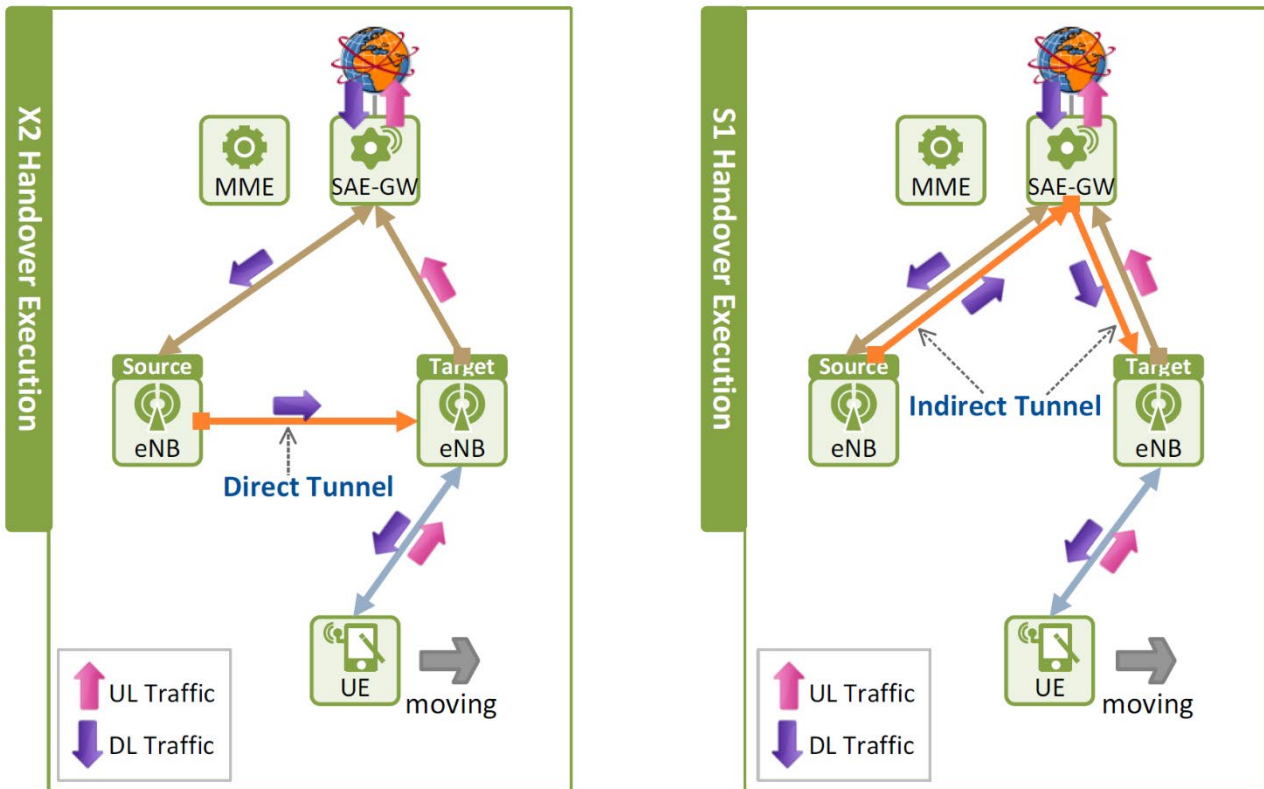 X2 Handover Execution
MME
SAE-GW
Source
Target
eNB
eNB
Direct Tunnel
UE
moving
UL Traffic
DL Traffic
S1 Handover Execution
MME
SAE-GW
Source
Target
Indirect Tunnel
eNB
eNB
UE
moving
UL Traffic
DL Traffic